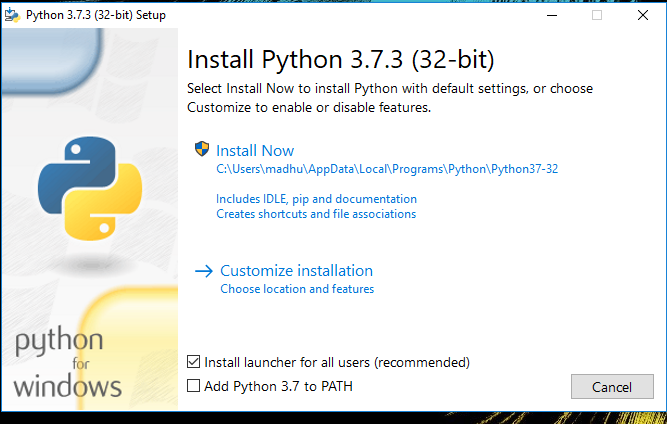 Python 3.7.3 (32-bit) Setup
Install Python 3.7.3 (32-bit)
Select Install Now to install Python with default settings, or choose
Customize to enable or disable features.
Install Now
C:\Users\madhu\AppData\Local\Programs\Python\Python37-32
Includes IDLE, pip and documentation
Creates shortcuts and file associations
Customize installation
Choose location and features
python
for
windows
Install launcher for all users (recommended)
Add Python 3.7 to PATH
Cancel